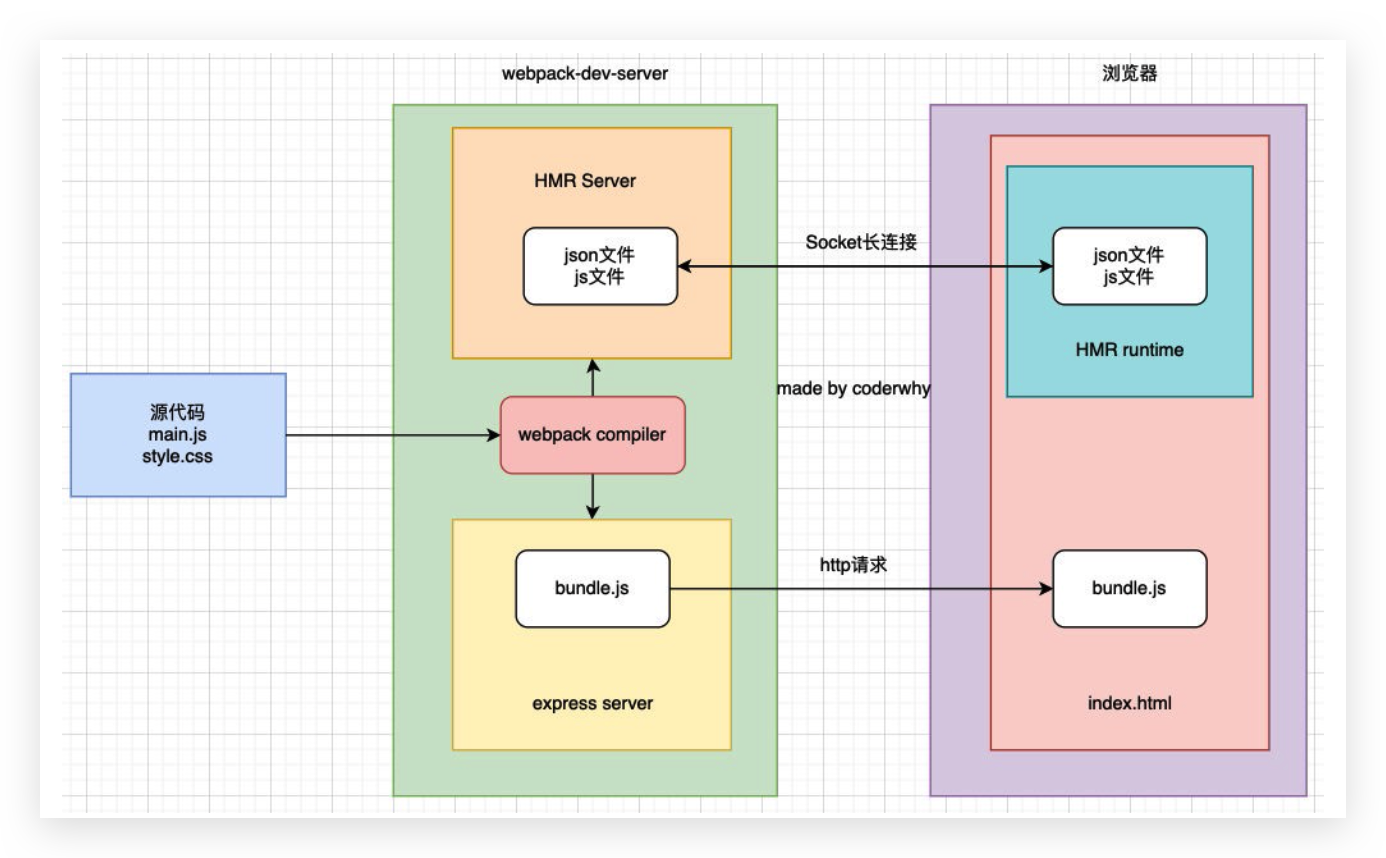 webpack-dev-server
浏览器
HMR Server
json文件
js文件
Socket长连接
json文件
js文件
HMR runtime
made by coderwhy
源代码
main.js
style.css
webpack compiler
http请求
bundle.js
bundle.js
express server
index.html